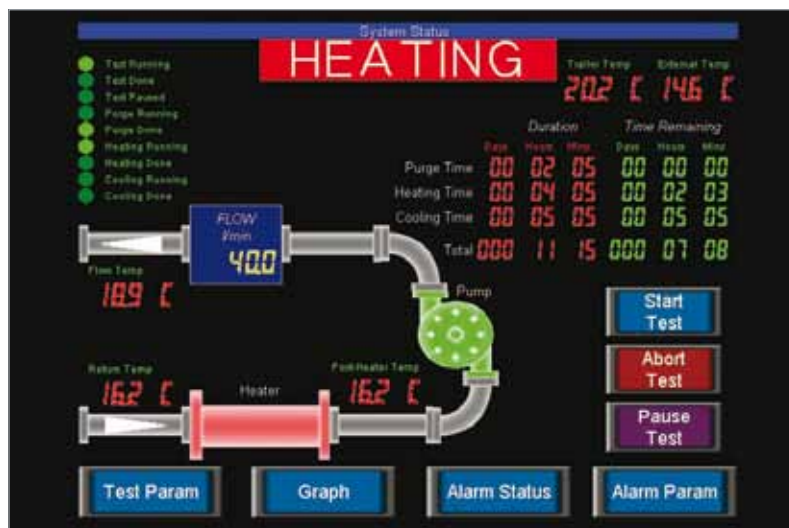 System Status
HEATING
Test Running
Test Done
Test Paused
Purge Running
Purge Done
Heating Running
Heating Done
Cooling Running
Cooling Done
Trailer Temp External Temp
20.2 C 14.6 C
Duration Time Remaining
Days Hours Mins Days Hours Mins
Purge Time 00 02 05 00 00 00
Heating Time 00 04 05 00 02 03
Cooling Time 00 05 05 00 05 05
Total 000 11 15 000 07 08
FLOW
l/min
40.0
Flow Temp
18.9 C
Pump
Return Temp
16.2 C
Heater
Post-Heater Temp
16.2 C
Start
Test
Abort
Test
Pause
Test
Test Param
Graph
Alarm Status
Alarm Param